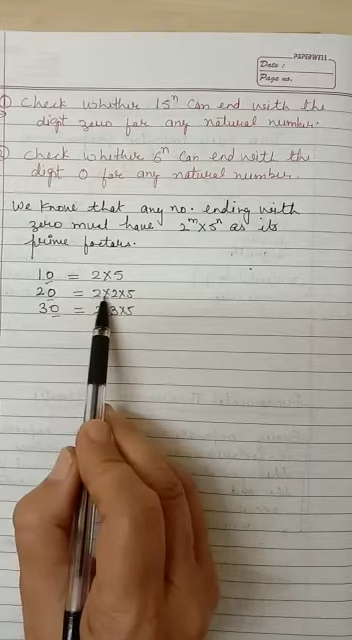 PAPERWELL
Date :
Page no.
① Check whether 15ⁿ can end with the
digit zero for any natural number.
② Check whether 6ⁿ can end with the
digit 0 for any natural number.
We know that any no. ending with
zero must have 2ᵐ×5ⁿ as its
prime factors.
10 = 2×5
20 = 2×2×5
30 = 3×5